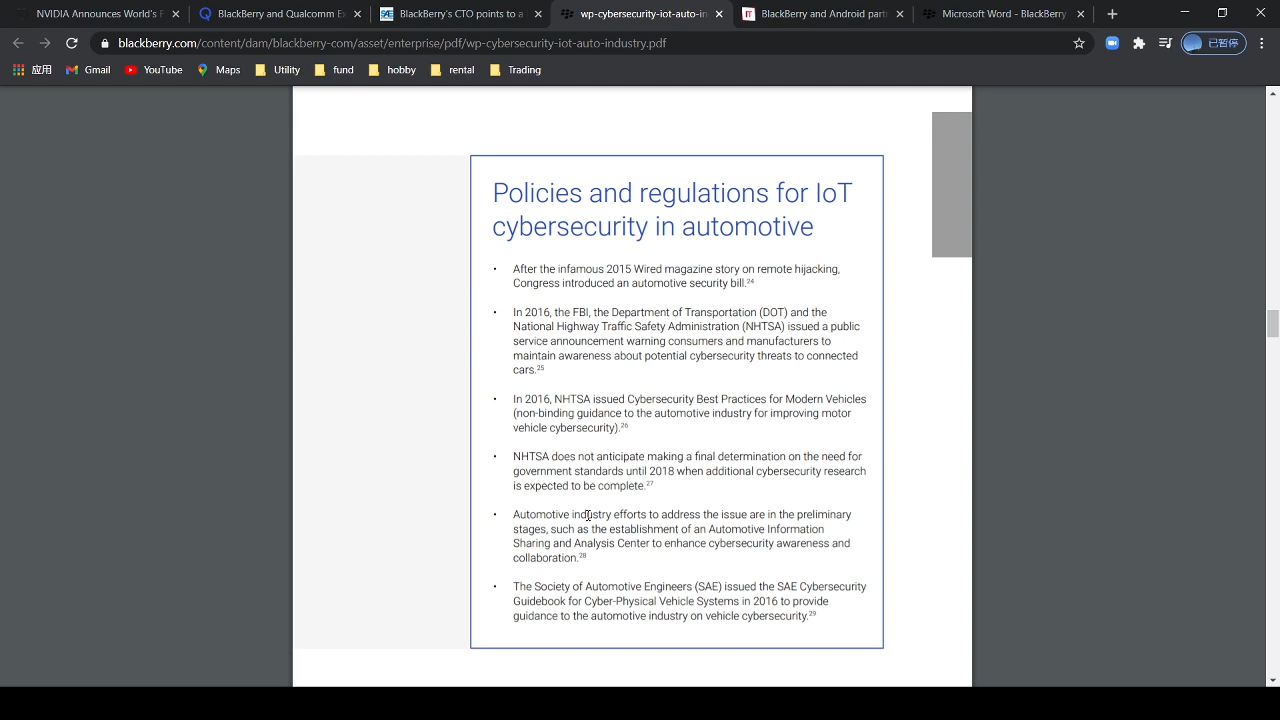 NVIDIA Announces World's F
BlackBerry and Qualcomm E
BlackBerry's CTO points to a
wp-cybersecurity-iot-auto-in
BlackBerry and Android part
Microsoft Word - BlackBerry
blackberry.com/content/dam/blackberry-com/asset/enterprise/pdf/wp-cybersecurity-iot-auto-industry.pdf
已暂停
应用
Gmail
YouTube
Maps
Utility
fund
hobby
rental
Trading
Policies and regulations for IoT
cybersecurity in automotive
• After the infamous 2015 Wired magazine story on remote hijacking,
Congress introduced an automotive security bill.24
• In 2016, the FBI, the Department of Transportation (DOT) and the
National Highway Traffic Safety Administration (NHTSA) issued a public
service announcement warning consumers and manufacturers to
maintain awareness about potential cybersecurity threats to connected
cars.25
• In 2016, NHTSA issued Cybersecurity Best Practices for Modern Vehicles
(non-binding guidance to the automotive industry for improving motor
vehicle cybersecurity).26
• NHTSA does not anticipate making a final determination on the need for
government standards until 2018 when additional cybersecurity research
is expected to be complete.27
• Automotive industry efforts to address the issue are in the preliminary
stages, such as the establishment of an Automotive Information
Sharing and Analysis Center to enhance cybersecurity awareness and
collaboration.28
• The Society of Automotive Engineers (SAE) issued the SAE Cybersecurity
Guidebook for Cyber-Physical Vehicle Systems in 2016 to provide
guidance to the automotive industry on vehicle cybersecurity.29